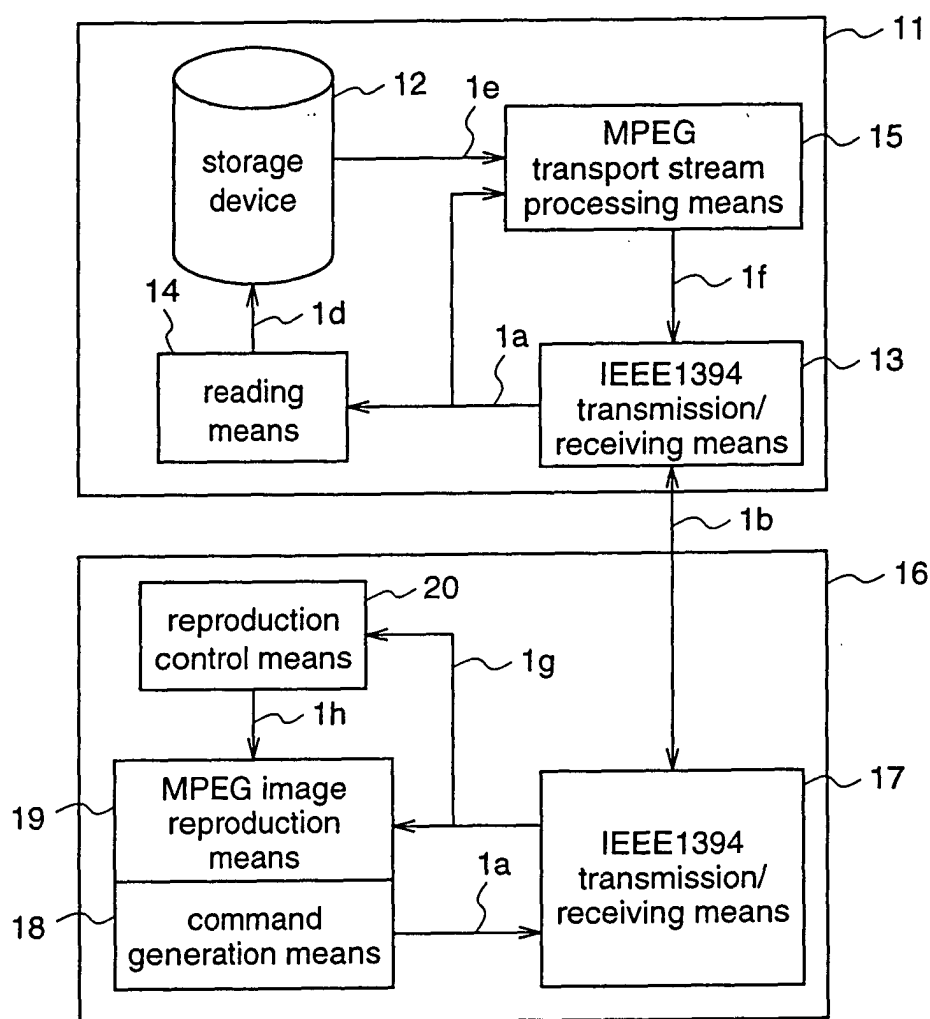 11
12
storage
device
1e
MPEG
transport stream
processing means
15
1f
14
1d
reading
means
1a
IEEE1394
transmission/
receiving means
13
1b
16
20
reproduction
control means
1g
1h
19
MPEG image
reproduction
means
17
IEEE1394
transmission/
receiving means
18
command
generation means
1a